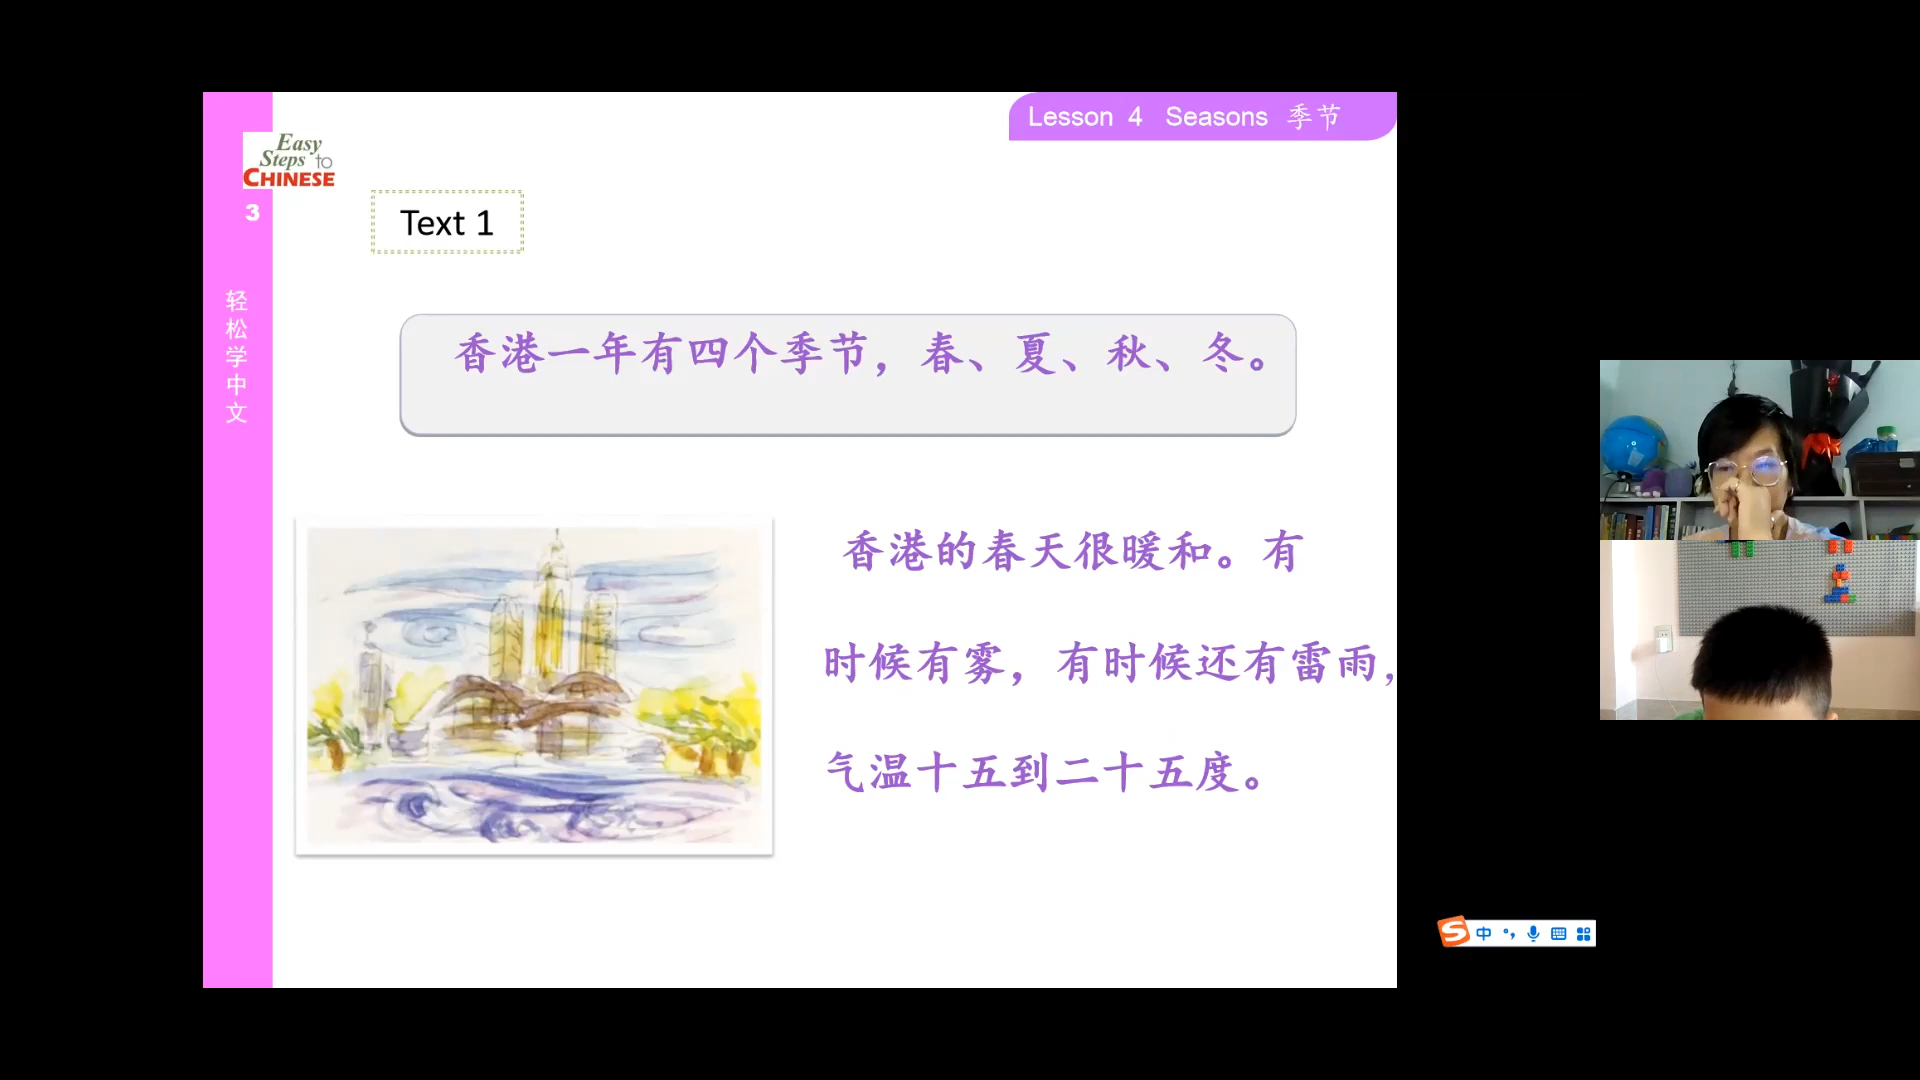 Lesson 4 Seasons 季节
Easy
Steps to
CHINESE
3
轻松学中文
Text 1
香港一年有四个季节，春、夏、秋、冬。
香港的春天很暖和。有
时候有雾，有时候还有雷雨，
气温十五到二十五度。
S中